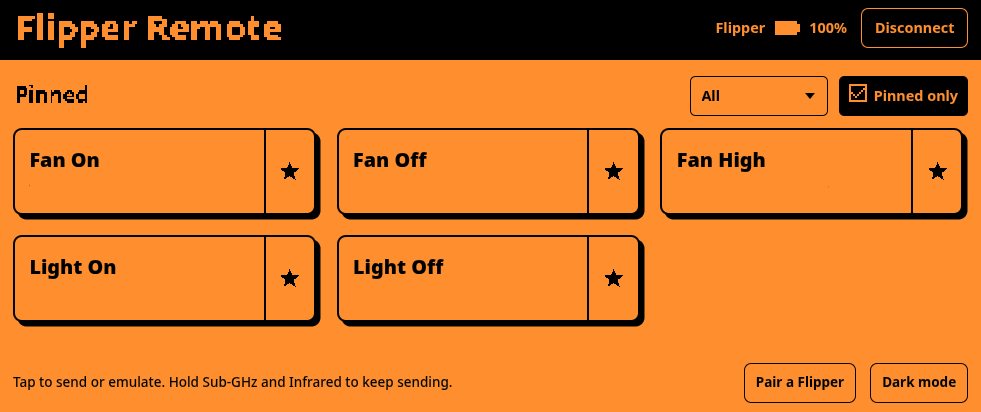 Flipper Remote
Flipper 100% Disconnect
Pinned
All
Pinned only
Fan On
Fan Off
Fan High
Light On
Light Off
Tap to send or emulate. Hold Sub-GHz and Infrared to keep sending.
Pair a Flipper
Dark mode